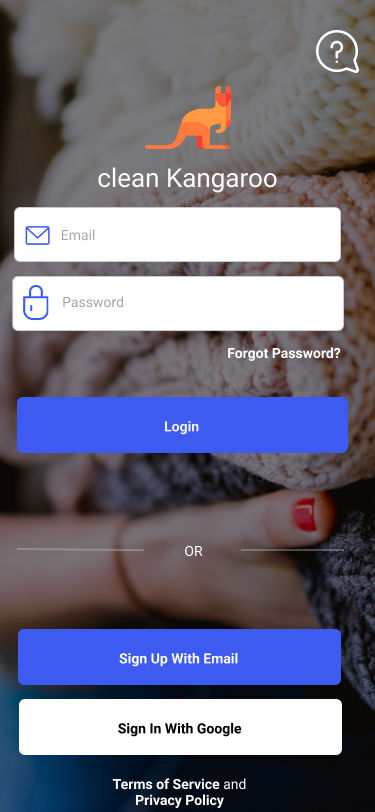 clean Kangaroo
Email
Password
Forgot Password?
Login
OR
Sign Up With Email
Sign In With Google
Terms of Service and
Privacy Policy